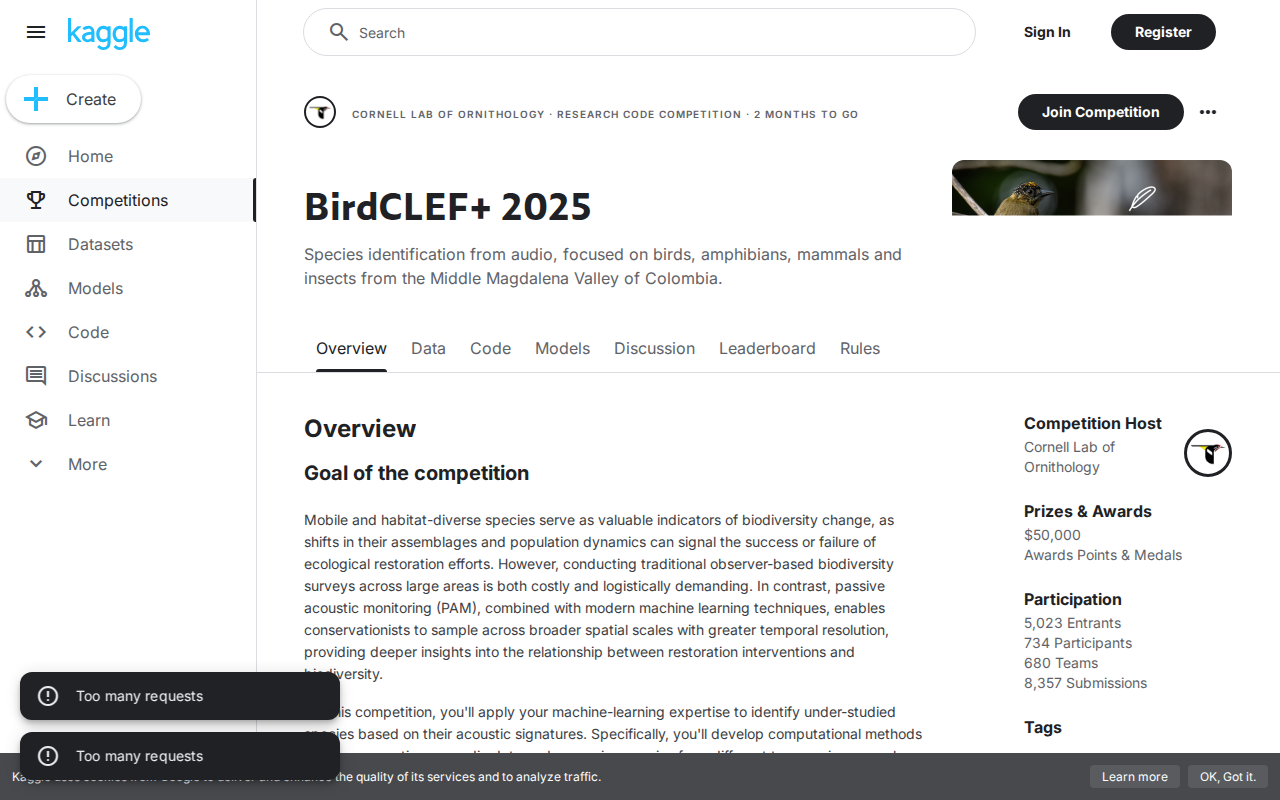 kaggle
Search
Sign In
Register
Create
CORNELL LAB OF ORNITHOLOGY · RESEARCH CODE COMPETITION · 2 MONTHS TO GO
Join Competition
Home
Competitions
Datasets
Models
Code
Discussions
Learn
More
BirdCLEF+ 2025
Species identification from audio, focused on birds, amphibians, mammals and
insects from the Middle Magdalena Valley of Colombia.
Overview
Data
Code
Models
Discussion
Leaderboard
Rules
Overview
Goal of the competition
Mobile and habitat-diverse species serve as valuable indicators of biodiversity change, as
shifts in their assemblages and population dynamics can signal the success or failure of
ecological restoration efforts. However, conducting traditional observer-based biodiversity
surveys across large areas is both costly and logistically demanding. In contrast, passive
acoustic monitoring (PAM), combined with modern machine learning techniques, enables
conservationists to sample across broader spatial scales with greater temporal resolution,
providing deeper insights into the relationship between restoration interventions and
biodiversity.
this competition, you'll apply your machine-learning expertise to identify under-studied
species based on their acoustic signatures. Specifically, you'll develop computational methods
Competition Host
Cornell Lab of
Ornithology
Prizes & Awards
$50,000
Awards Points & Medals
Participation
5,023 Entrants
734 Participants
680 Teams
8,357 Submissions
Tags
Too many requests
Too many requests
the quality of its services and to analyze traffic.
Learn more
OK, Got it.